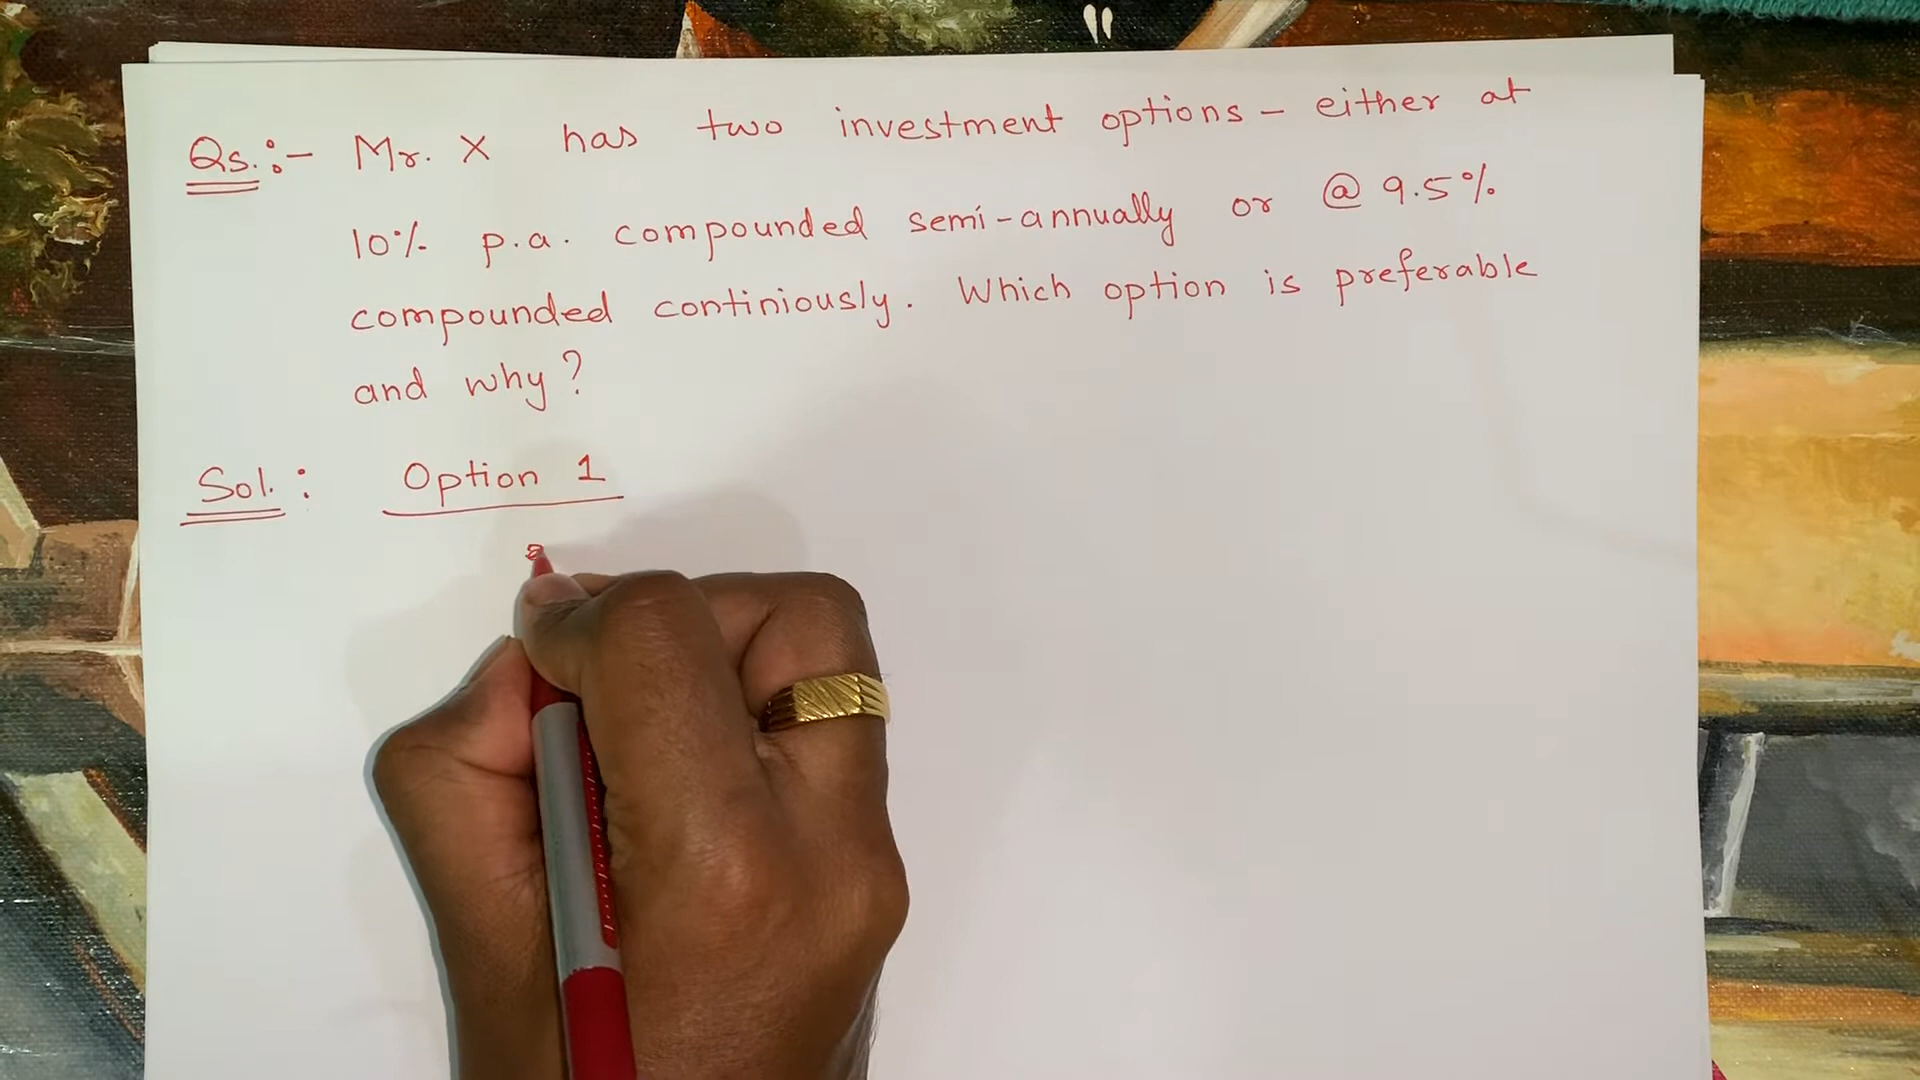 Qs.:- Mr. X has two investment options - either at
10% p.a. compounded semi-annually or @ 9.5%
compounded continiously. Which option is preferable
and why?
Sol. : Option 1